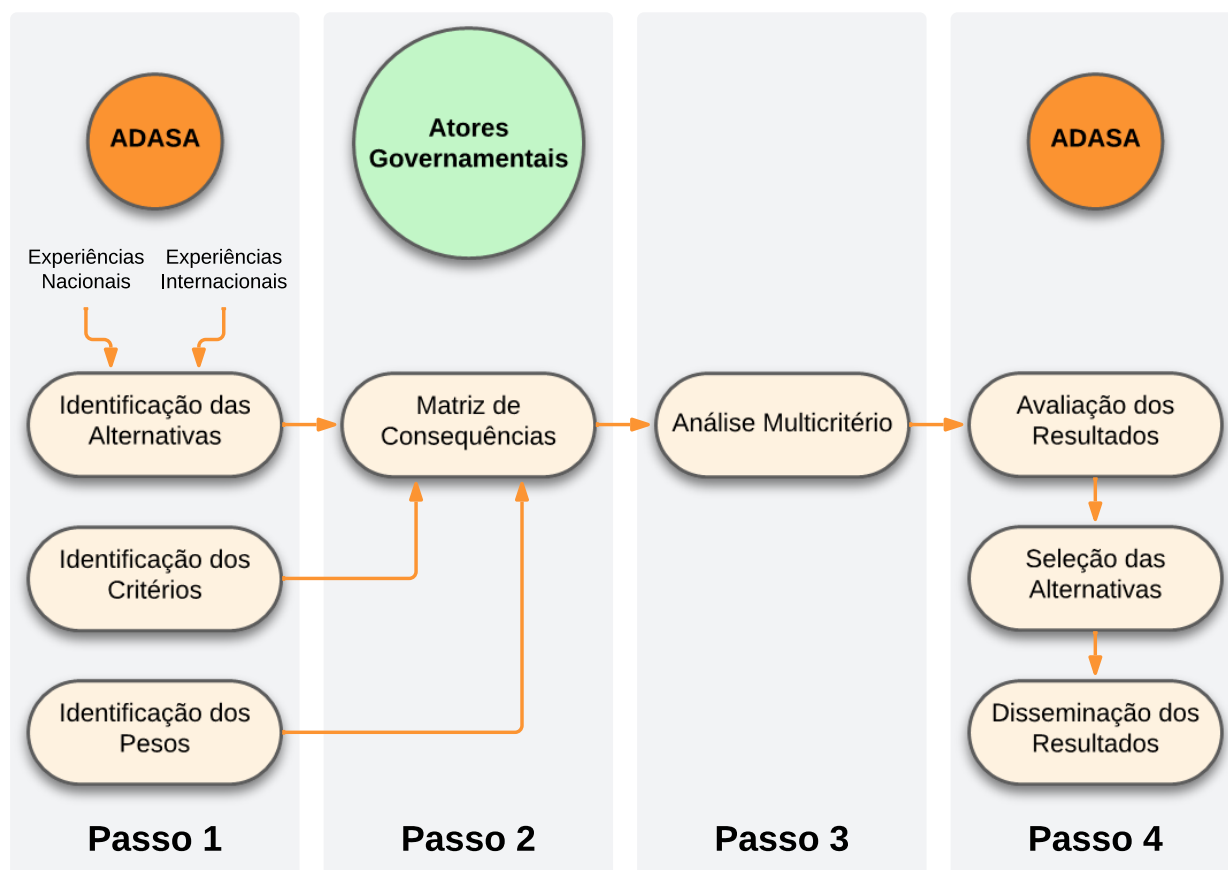 ADASA
Experiências
Nacionais
Experiências
Internacionais
Identificação das
Alternativas
Identificação dos
Critérios
Identificação dos
Pesos
Passo 1
Atores
Governamentais
Matriz de
Consequências
Passo 2
Análise Multicritério
Passo 3
ADASA
Avaliação dos
Resultados
Seleção das
Alternativas
Disseminação dos
Resultados
Passo 4